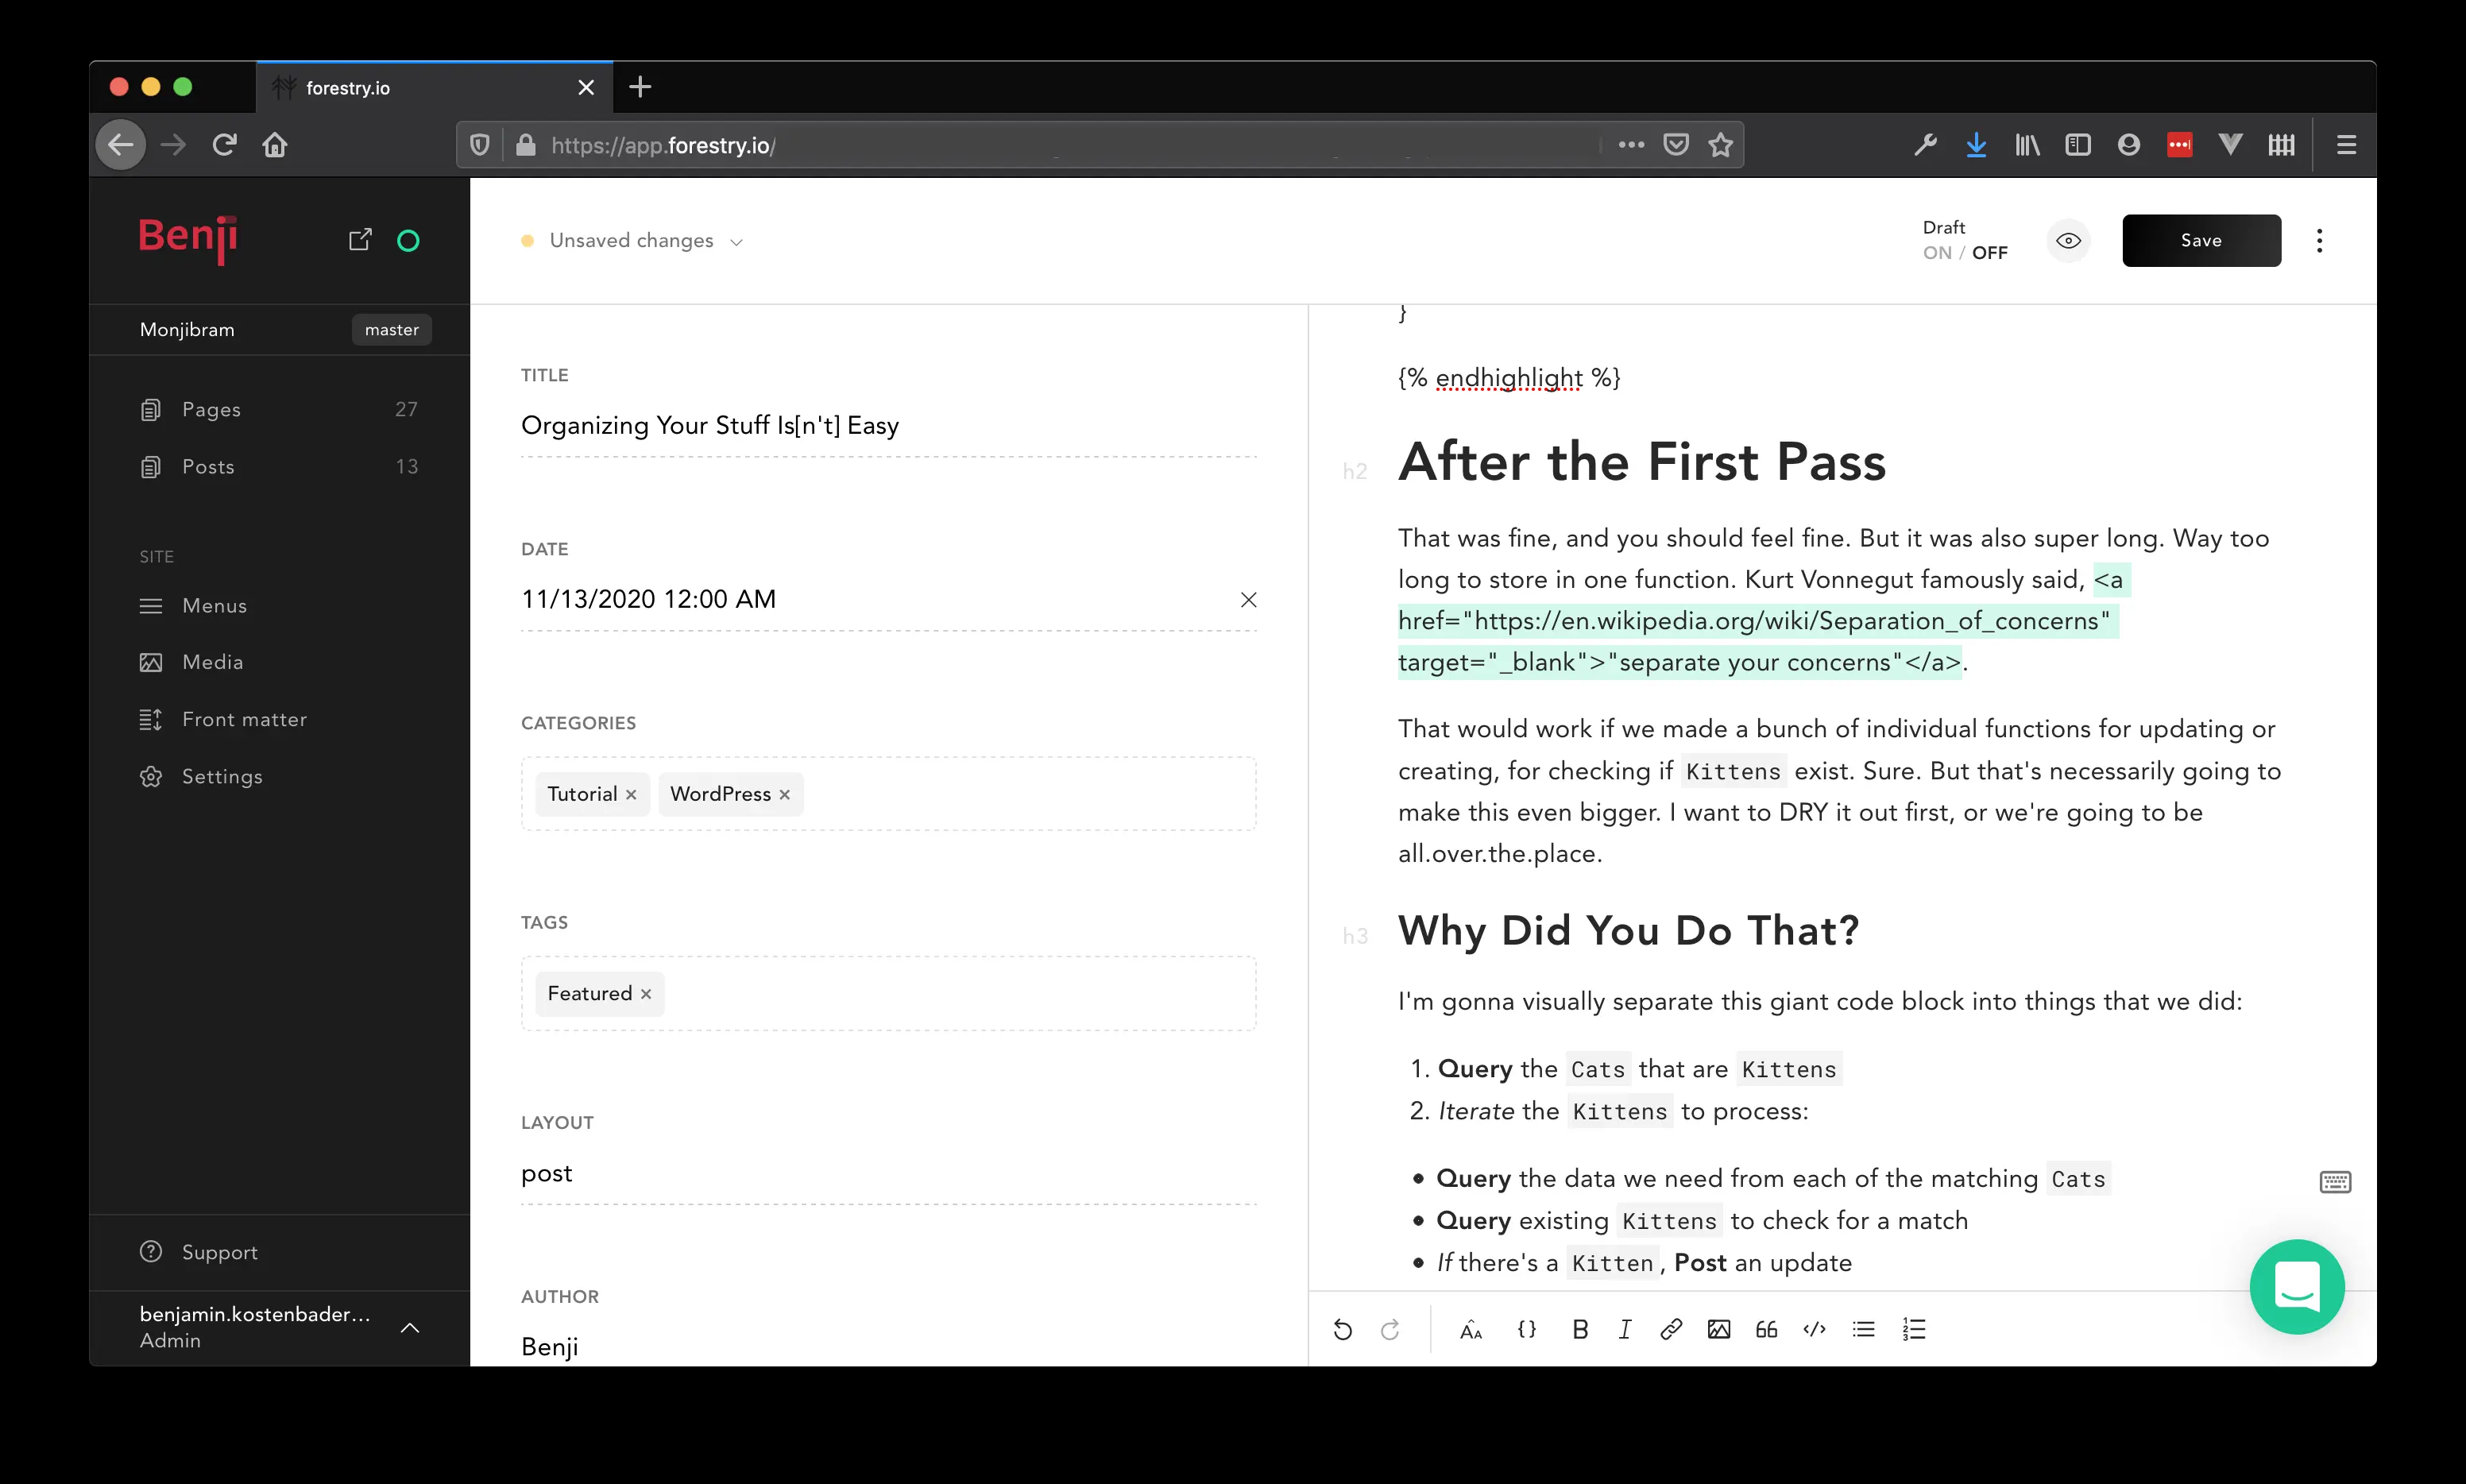 forestry.io
https://app.forestry.io/
Benji
Monjibram master
Pages 27
Posts 13
SITE
Menus
Media
Front matter
Settings
Support
benjamin.kostenbader...
Admin
Unsaved changes
Draft
ON / OFF
Save
TITLE
Organizing Your Stuff Is[n't] Easy
DATE
11/13/2020 12:00 AM
CATEGORIES
Tutorial × WordPress ×
TAGS
Featured ×
LAYOUT
post
AUTHOR
Benji
}
{% endhighlight %}
h2 After the First Pass
That was fine, and you should feel fine. But it was also super long. Way too
long to store in one function. Kurt Vonnegut famously said, <a
href="https://en.wikipedia.org/wiki/Separation_of_concerns"
target="_blank">"separate your concerns"</a>.
That would work if we made a bunch of individual functions for updating or
creating, for checking if Kittens exist. Sure. But that's necessarily going to
make this even bigger. I want to DRY it out first, or we're going to be
all.over.the.place.
h3 Why Did You Do That?
I'm gonna visually separate this giant code block into things that we did:
1. Query the Cats that are Kittens
2. Iterate the Kittens to process:
• Query the data we need from each of the matching Cats
• Query existing Kittens to check for a match
• If there's a Kitten, Post an update